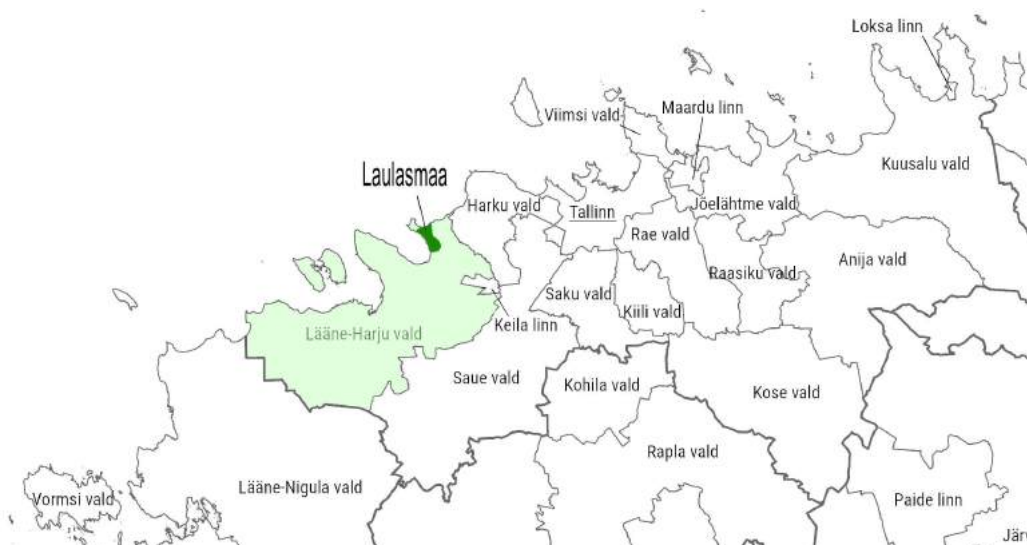 Loksa linn
Maardu linn
Viimsi vald
Kuusalu vald
Laulasmaa
Harku vald
Tallinn
Jõelähtme vald
Rae vald
Anija vald
Raasiku vald
Saku vald
Kiili vald
Keila linn
Lääne-Harju vald
Saue vald
Kohila vald
Kose vald
Rapla vald
Vormsi vald
Lääne-Nigula vald
Paide linn
Järv